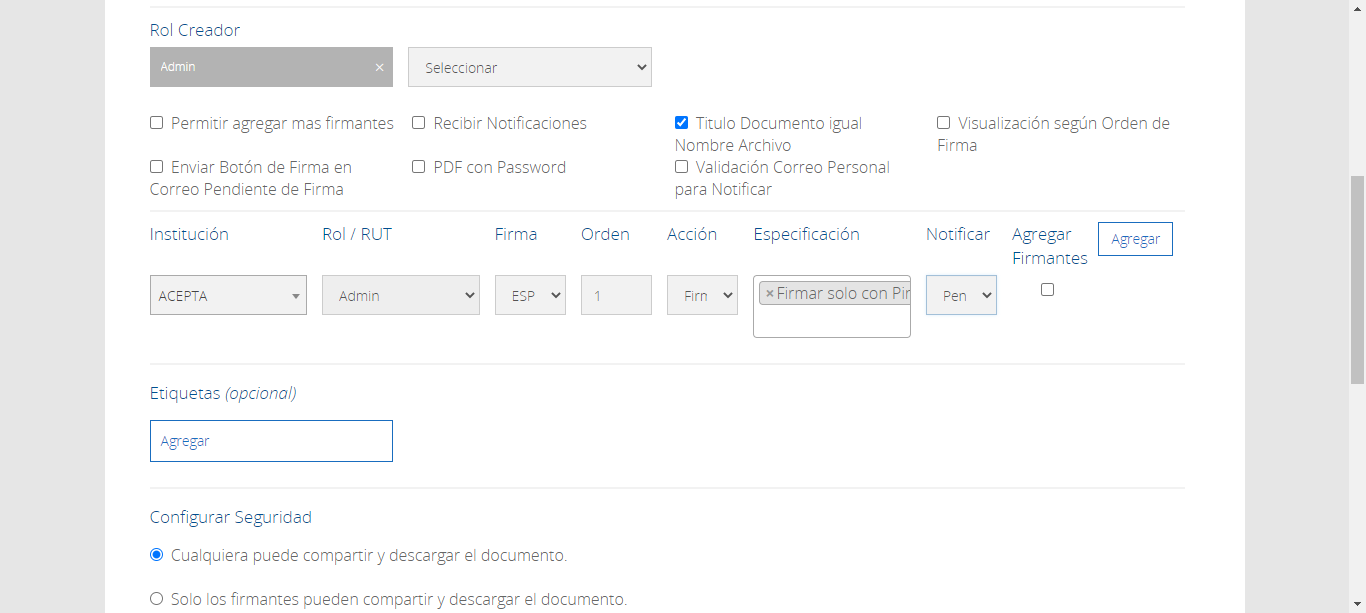 Rol Creador
Admin × Seleccionar
Permitir agregar mas firmantes Recibir Notificaciones Titulo Documento igual Nombre Archivo Visualización según Orden de Firma
Enviar Botón de Firma en Correo Pendiente de Firma PDF con Password Validación Correo Personal para Notificar
Institución Rol / RUT Firma Orden Acción Especificación Notificar Agregar Firmantes Agregar
ACEPTA Admin ESP 1 Firn × Firmar solo con Pin Pen
Etiquetas (opcional)
Agregar
Configurar Seguridad
Cualquiera puede compartir y descargar el documento.
Solo los firmantes pueden compartir y descargar el documento.